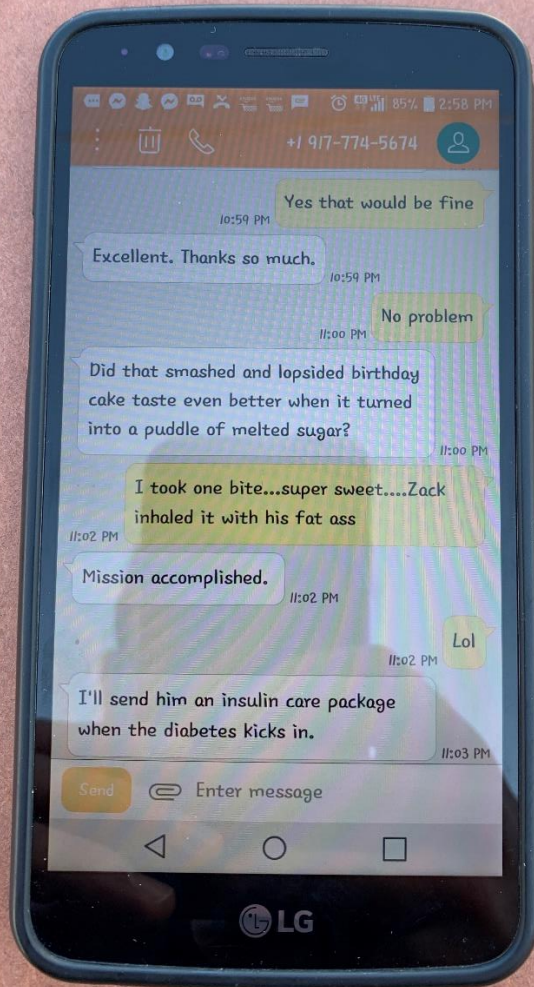 85% 2:58 PM
+1 917-774-5674
Yes that would be fine
10:59 PM
Excellent. Thanks so much.
10:59 PM
No problem
11:00 PM
Did that smashed and lopsided birthday
cake taste even better when it turned
into a puddle of melted sugar?
11:00 PM
I took one bite...super sweet....Zack
inhaled it with his fat ass
11:02 PM
Mission accomplished.
11:02 PM
Lol
11:02 PM
I'll send him an insulin care package
when the diabetes kicks in.
11:03 PM
Send Enter message
LG